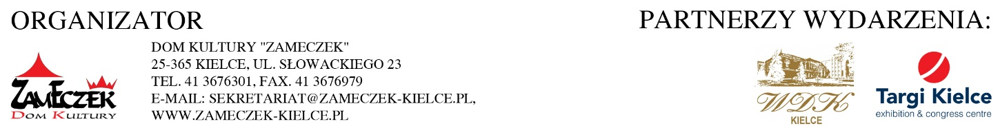 ORGANIZATOR
DOM KULTURY "ZAMECZEK"
25-365 KIELCE, UL. SŁOWACKIEGO 23
TEL. 41 3676301, FAX. 41 3676979
E-MAIL: SEKRETARIAT@ZAMECZEK-KIELCE.PL,
WWW.ZAMECZEK-KIELCE.PL
ZAMECZEK
DOM KULTURY
PARTNERZY WYDARZENIA:
WDK
KIELCE
Targi Kielce
exhibition & congress centre